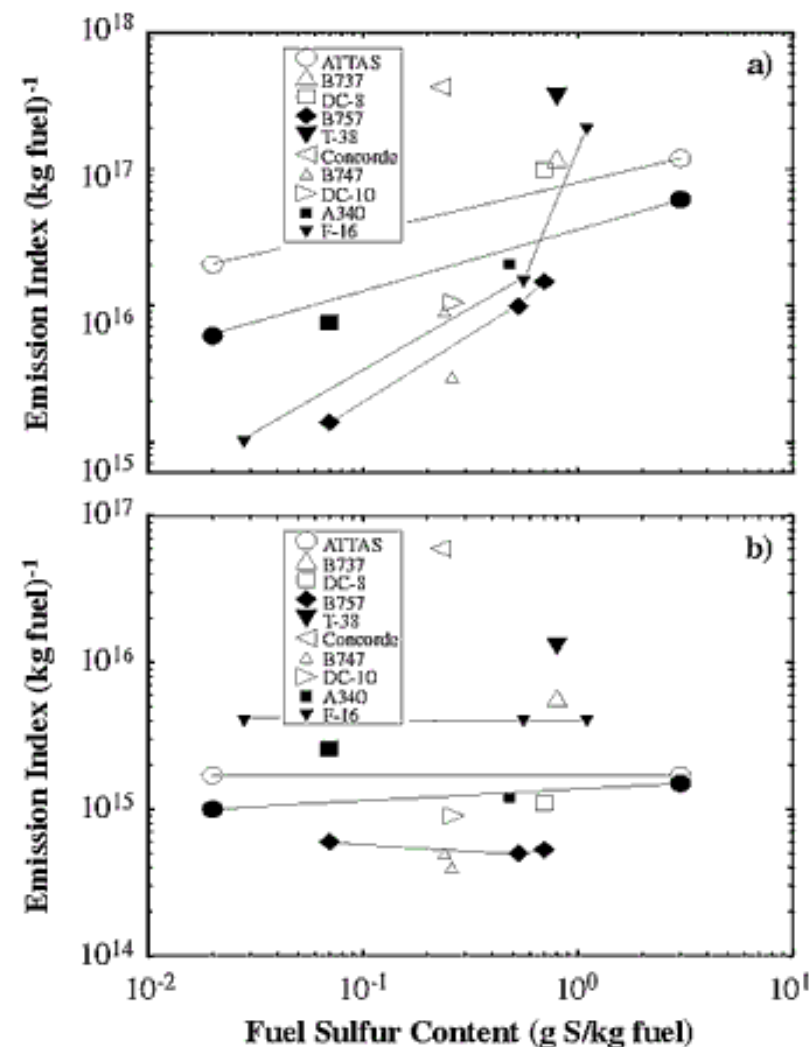 10^18
a)
ATTAS
B737
DC-8
B757
T-38
Concorde
B747
DC-10
A340
F-16
10^17
10^16
10^15
Emission Index (kg fuel)^-1
10^17
b)
ATTAS
B737
DC-8
B757
T-38
Concorde
B747
DC-10
A340
F-16
10^16
10^15
10^14
Emission Index (kg fuel)^-1
10^-2 10^-1 10^0 10^1
Fuel Sulfur Content (g S/kg fuel)